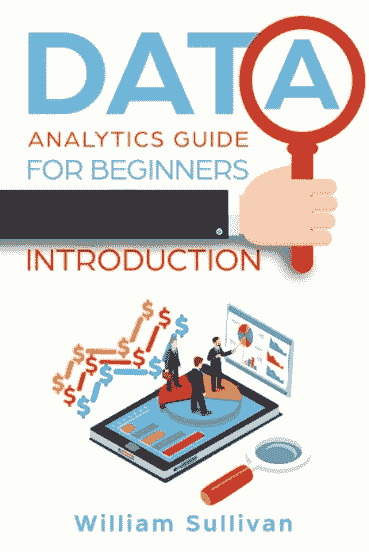 DATA
ANALYTICS GUIDE
FOR BEGINNERS
INTRODUCTION
$ $ $
$ $ $
$ $ $
$ $ $
William Sullivan